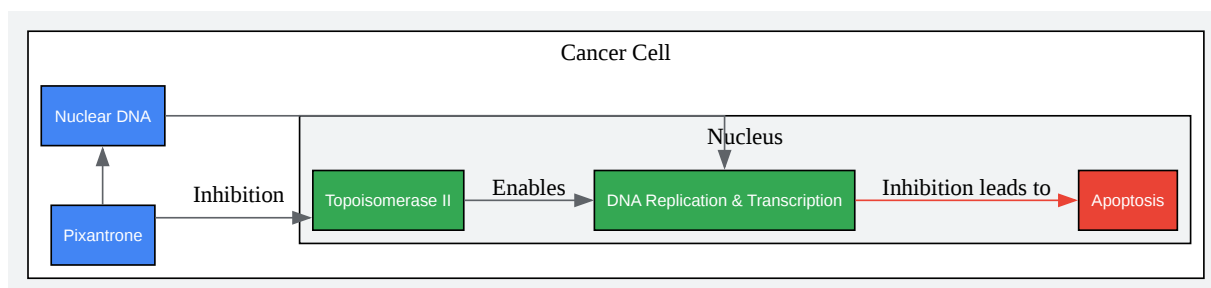 Cancer Cell
Nuclear DNA
Nucleus
Inhibition
Topoisomerase II
Enables
DNA Replication & Transcription
Inhibition leads to
Apoptosis
Pixantrone